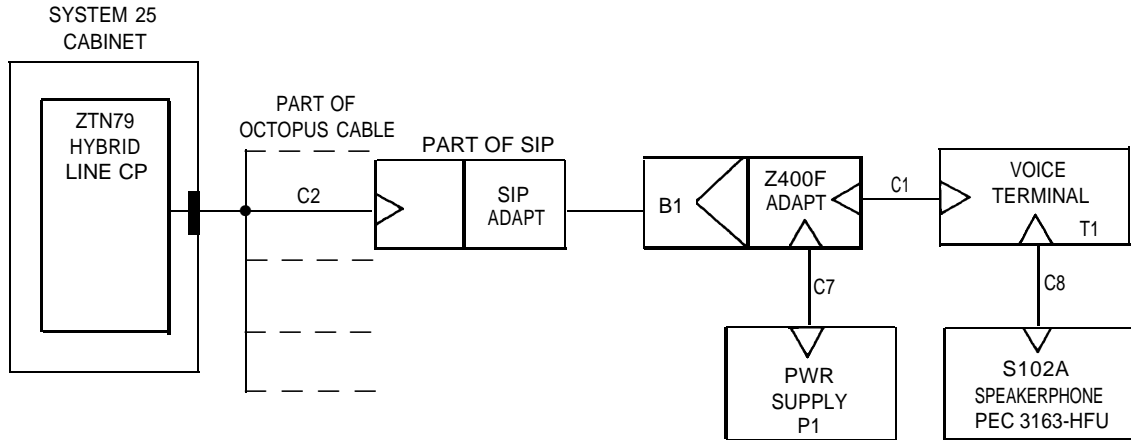 SYSTEM 25
CABINET
ZTN79
HYBRID
LINE CP
PART OF
OCTOPUS CABLE
C2
PART OF SIP
SIP
ADAPT
B1
Z400F
ADAPT
C1
VOICE
TERMINAL
T1
C7
C8
PWR
SUPPLY
P1
S102A
SPEAKERPHONE
PEC 3163-HFU